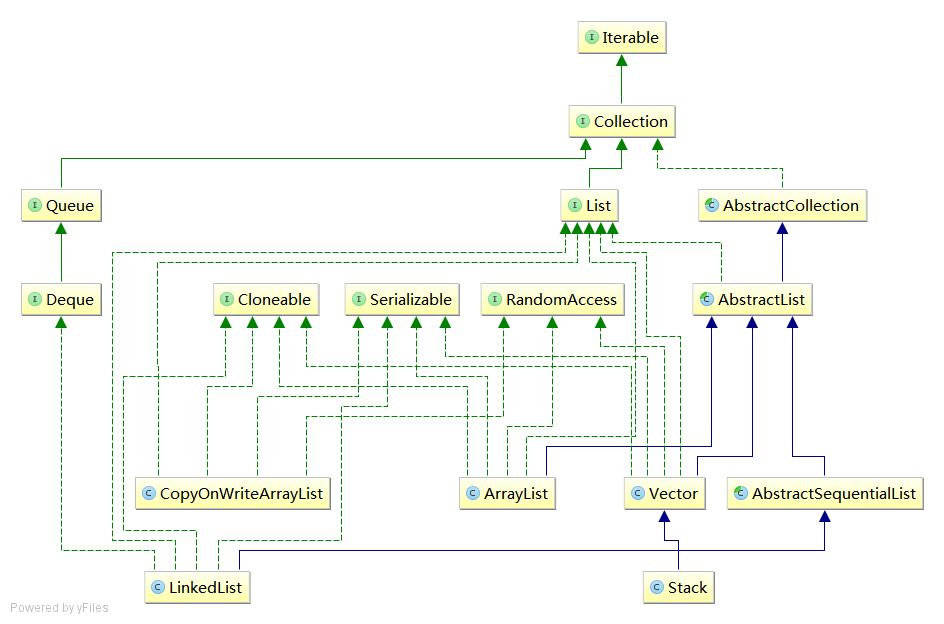 I Iterable
I Collection
I Queue
I List
C AbstractCollection
I Deque
I Cloneable
I Serializable
I RandomAccess
C AbstractList
C CopyOnWriteArrayList
C ArrayList
C Vector
C AbstractSequentialList
C LinkedList
C Stack
Powered by yFiles